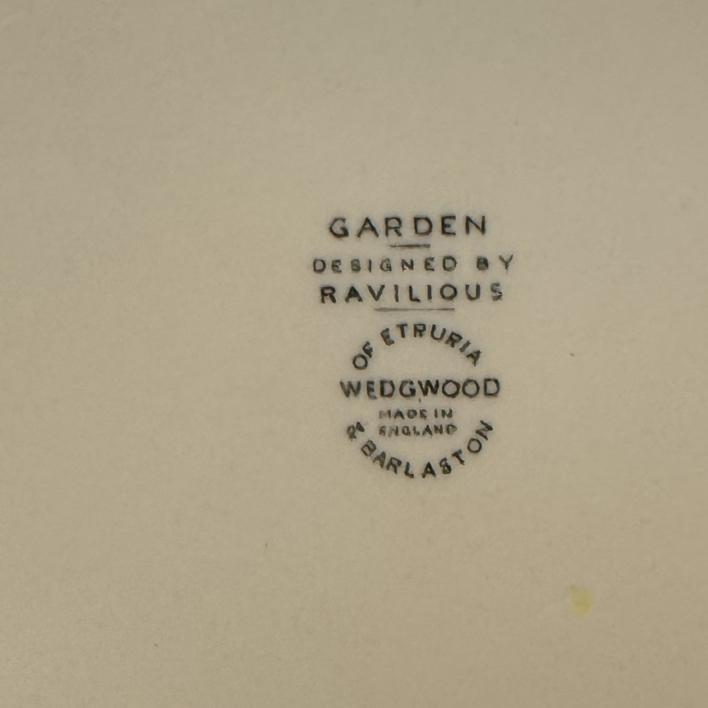 GARDEN
DESIGNED BY
RAVILIOUS
OF ETRURIA
WEDGWOOD
MADE IN
ENGLAND
& BARLASTON